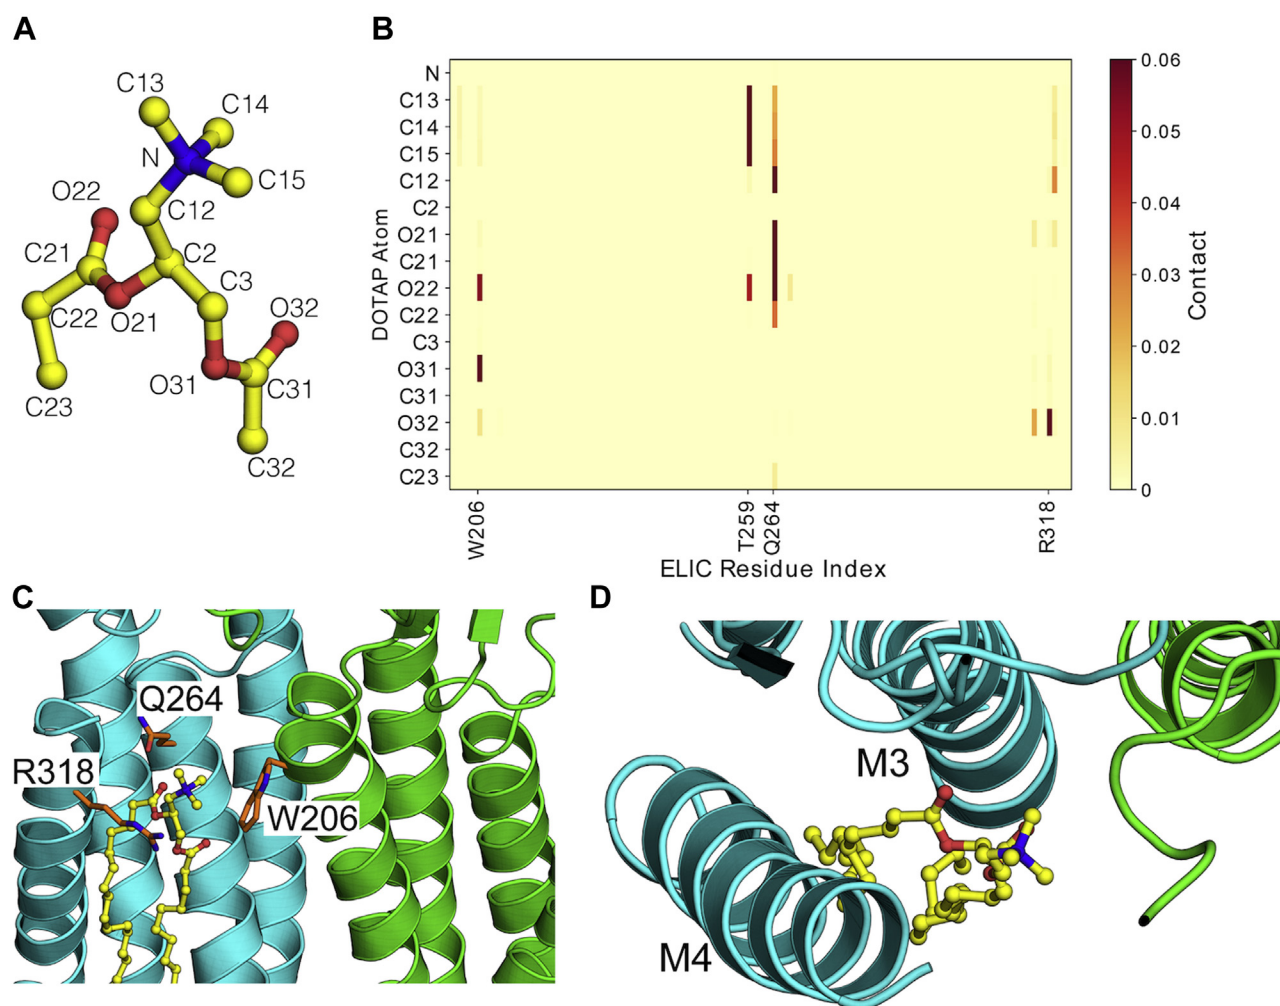 A
C13
C14
N
C15
O22
C12
C21
C2
C3
O32
C22
O21
O31
C31
C23
C32
B
DOTAP Atom
N
C13
C14
C15
C12
C2
O21
C21
O22
C22
C3
O31
C31
O32
C32
C23
W206
T259
Q264
R318
ELIC Residue Index
0.06
0.05
0.04
0.03
0.02
0.01
0
Contact
C
Q264
R318
W206
D
M3
M4